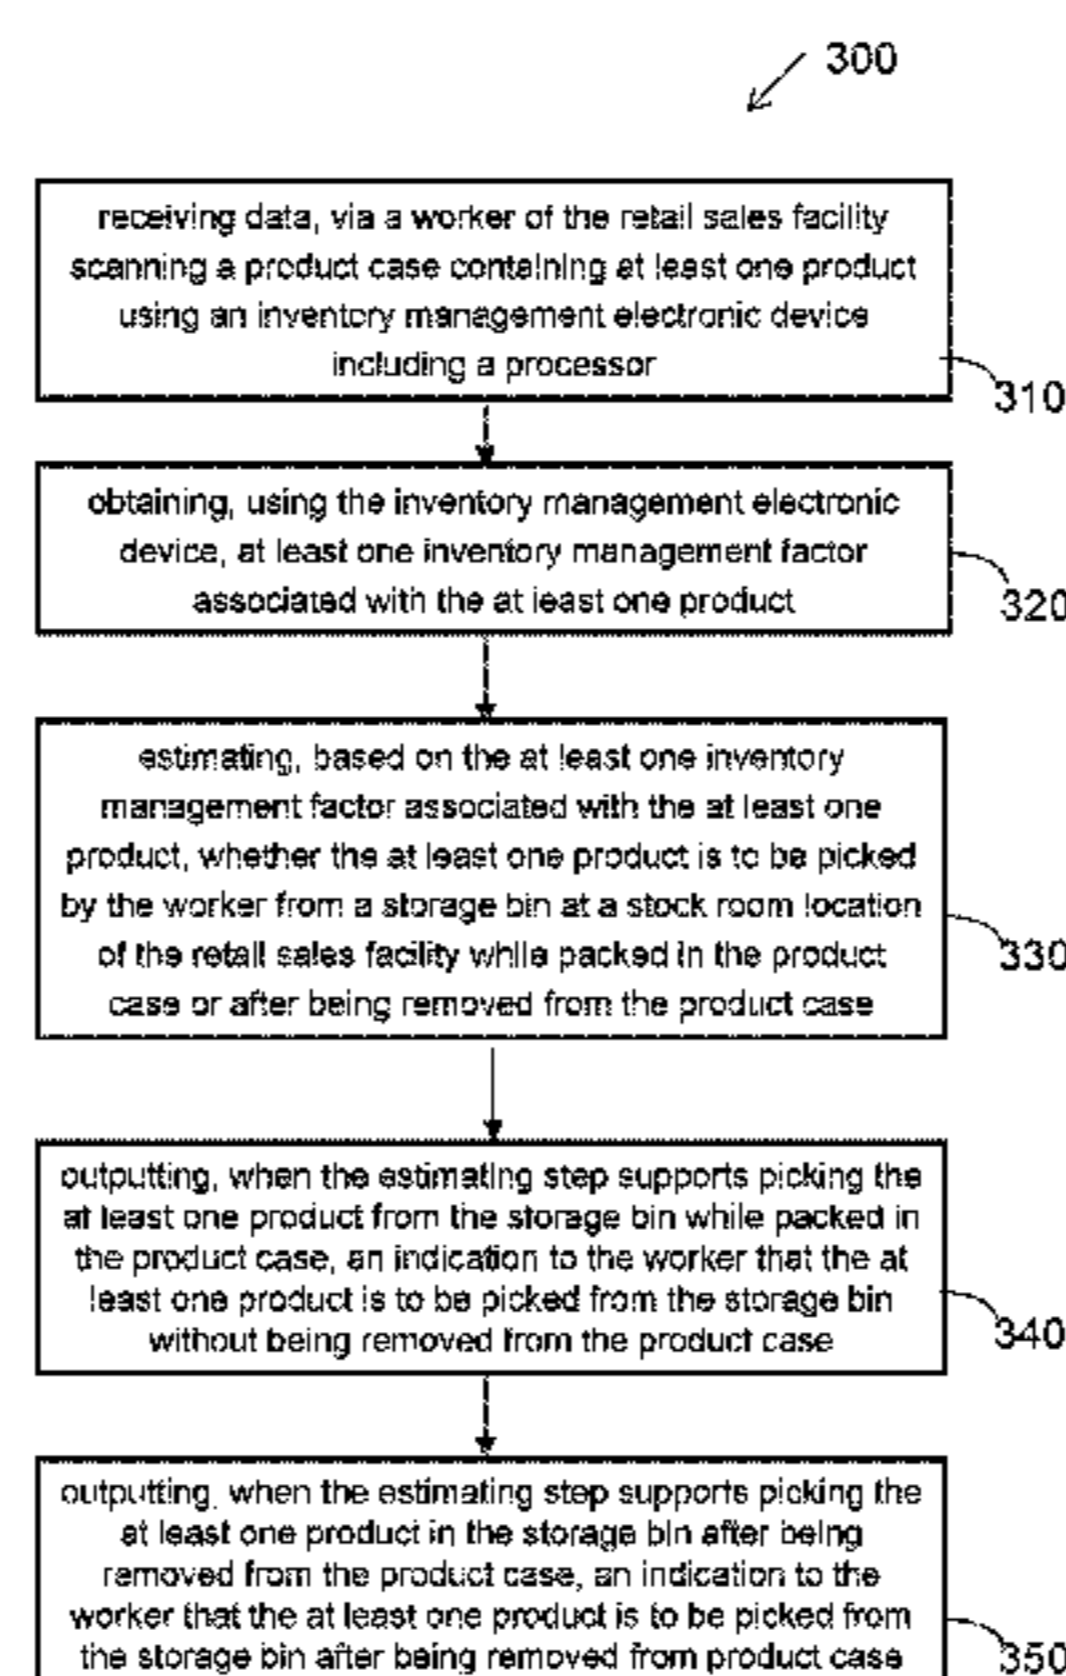 300
receiving data, via a worker of the retail sales facility
scanning a product case containing at least one product
using an inventory management electronic device
including a processor
310
obtaining, using the inventory management electronic
device, at least one inventory management factor
associated with the at least one product
320
estimating, based on the at least one inventory
management factor associated with the at least one
product, whether the at least one product is to be picked
by the worker from a storage bin at a stock room location
of the retail sales facility while packed in the product
case or after being removed from the product case
330
outputting, when the estimating step supports picking the
at least one product from the storage bin while packed in
the product case, an indication to the worker that the at
least one product is to be picked from the storage bin
without being removed from the product case
340
outputting, when the estimating step supports picking the
at least one product in the storage bin after being
removed from the product case, an indication to the
worker that the at least one product is to be picked from
the storage bin after being removed from product case
350